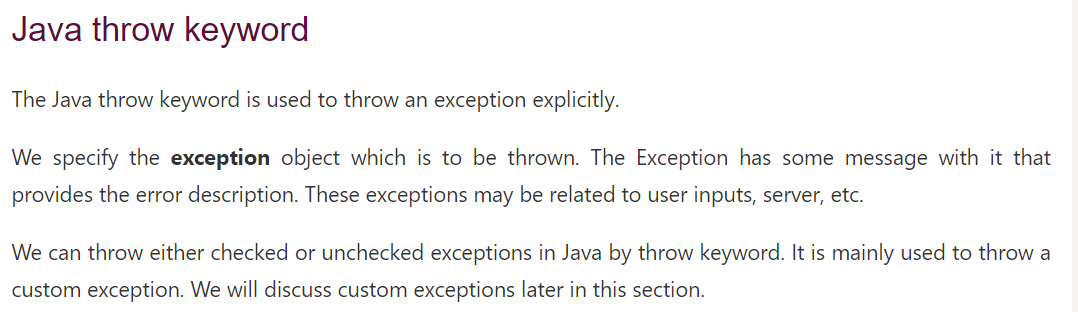 Java throw keyword
The Java throw keyword is used to throw an exception explicitly.
We specify the exception object which is to be thrown. The Exception has some message with it that
provides the error description. These exceptions may be related to user inputs, server, etc.
We can throw either checked or unchecked exceptions in Java by throw keyword. It is mainly used to throw a
custom exception. We will discuss custom exceptions later in this section.